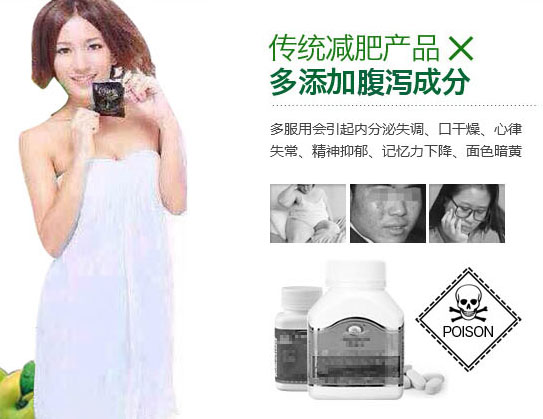 传统减肥产品 ×
多添加腹泻成分
多服用会引起内分泌失调、口干燥、心律
失常、精神抑郁、记忆力下降、面色暗黄
POISON